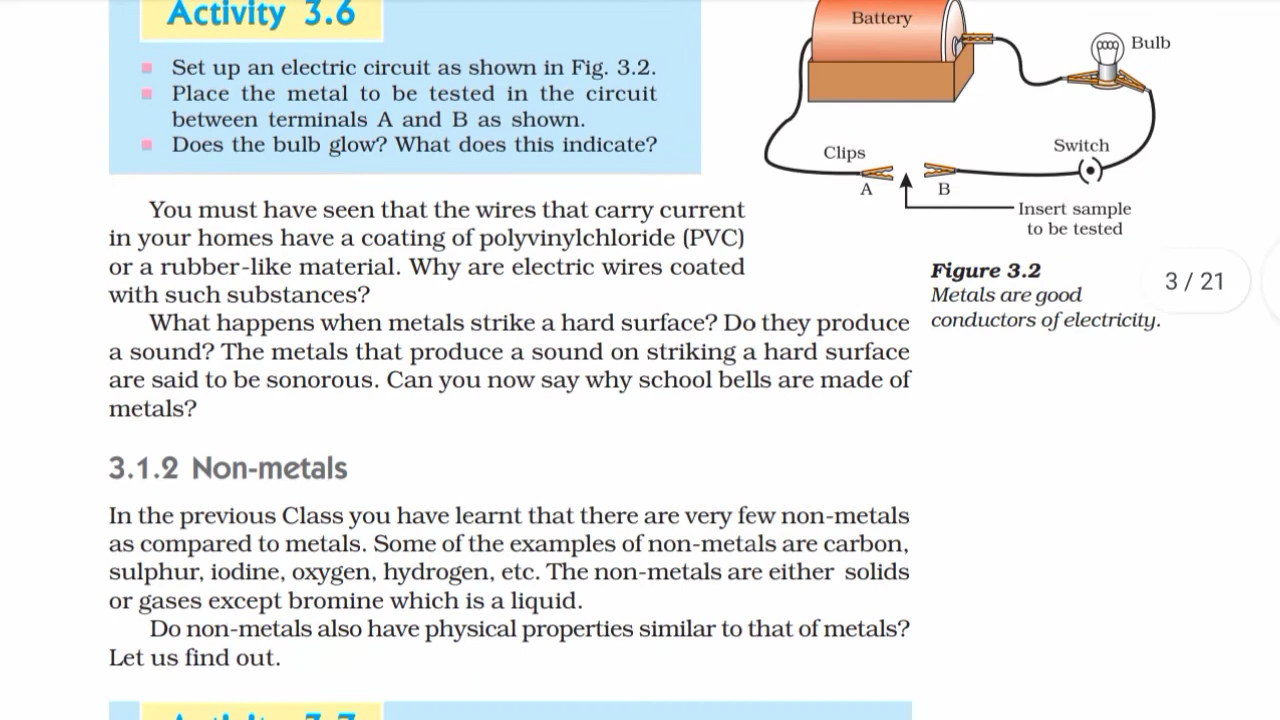 Activity 3.6
Set up an electric circuit as shown in Fig. 3.2.
Place the metal to be tested in the circuit
between terminals A and B as shown.
Does the bulb glow? What does this indicate?
Battery
Bulb
Clips
Switch
A
B
Insert sample
to be tested
Figure 3.2
Metals are good
conductors of electricity.
3 / 21
You must have seen that the wires that carry current
in your homes have a coating of polyvinylchloride (PVC)
or a rubber-like material. Why are electric wires coated
with such substances?
What happens when metals strike a hard surface? Do they produce
a sound? The metals that produce a sound on striking a hard surface
are said to be sonorous. Can you now say why school bells are made of
metals?
3.1.2 Non-metals
In the previous Class you have learnt that there are very few non-metals
as compared to metals. Some of the examples of non-metals are carbon,
sulphur, iodine, oxygen, hydrogen, etc. The non-metals are either solids
or gases except bromine which is a liquid.
Do non-metals also have physical properties similar to that of metals?
Let us find out.